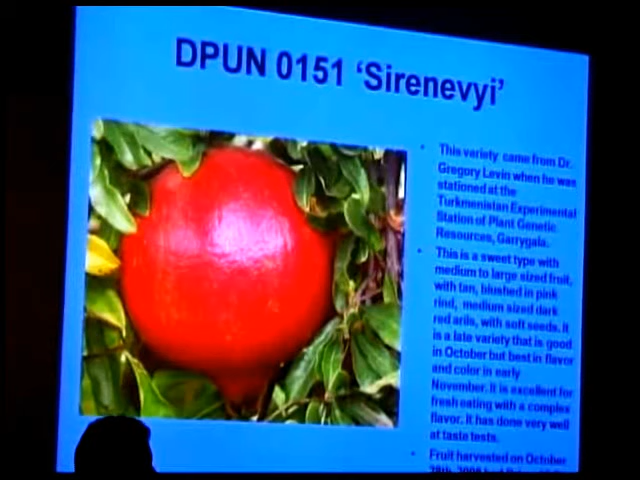 DPUN 0151 ‘Sirenevyi’
• This variety came from Dr.
Gregory Levin when he was
stationed at the
Turkmenistan Experimental
Station of Plant Genetic
Resources, Garrygala.
• This is a sweet type with
medium to large sized fruit,
with tan, blushed in pink
rind, medium sized dark
red arils, with soft seeds. It
is a late variety that is good
in October but best in flavor
and color in early
November. It is excellent for
fresh eating with a complex
flavor. It has done very well
at taste tests.
• Fruit harvested on October
28th, 2008 had